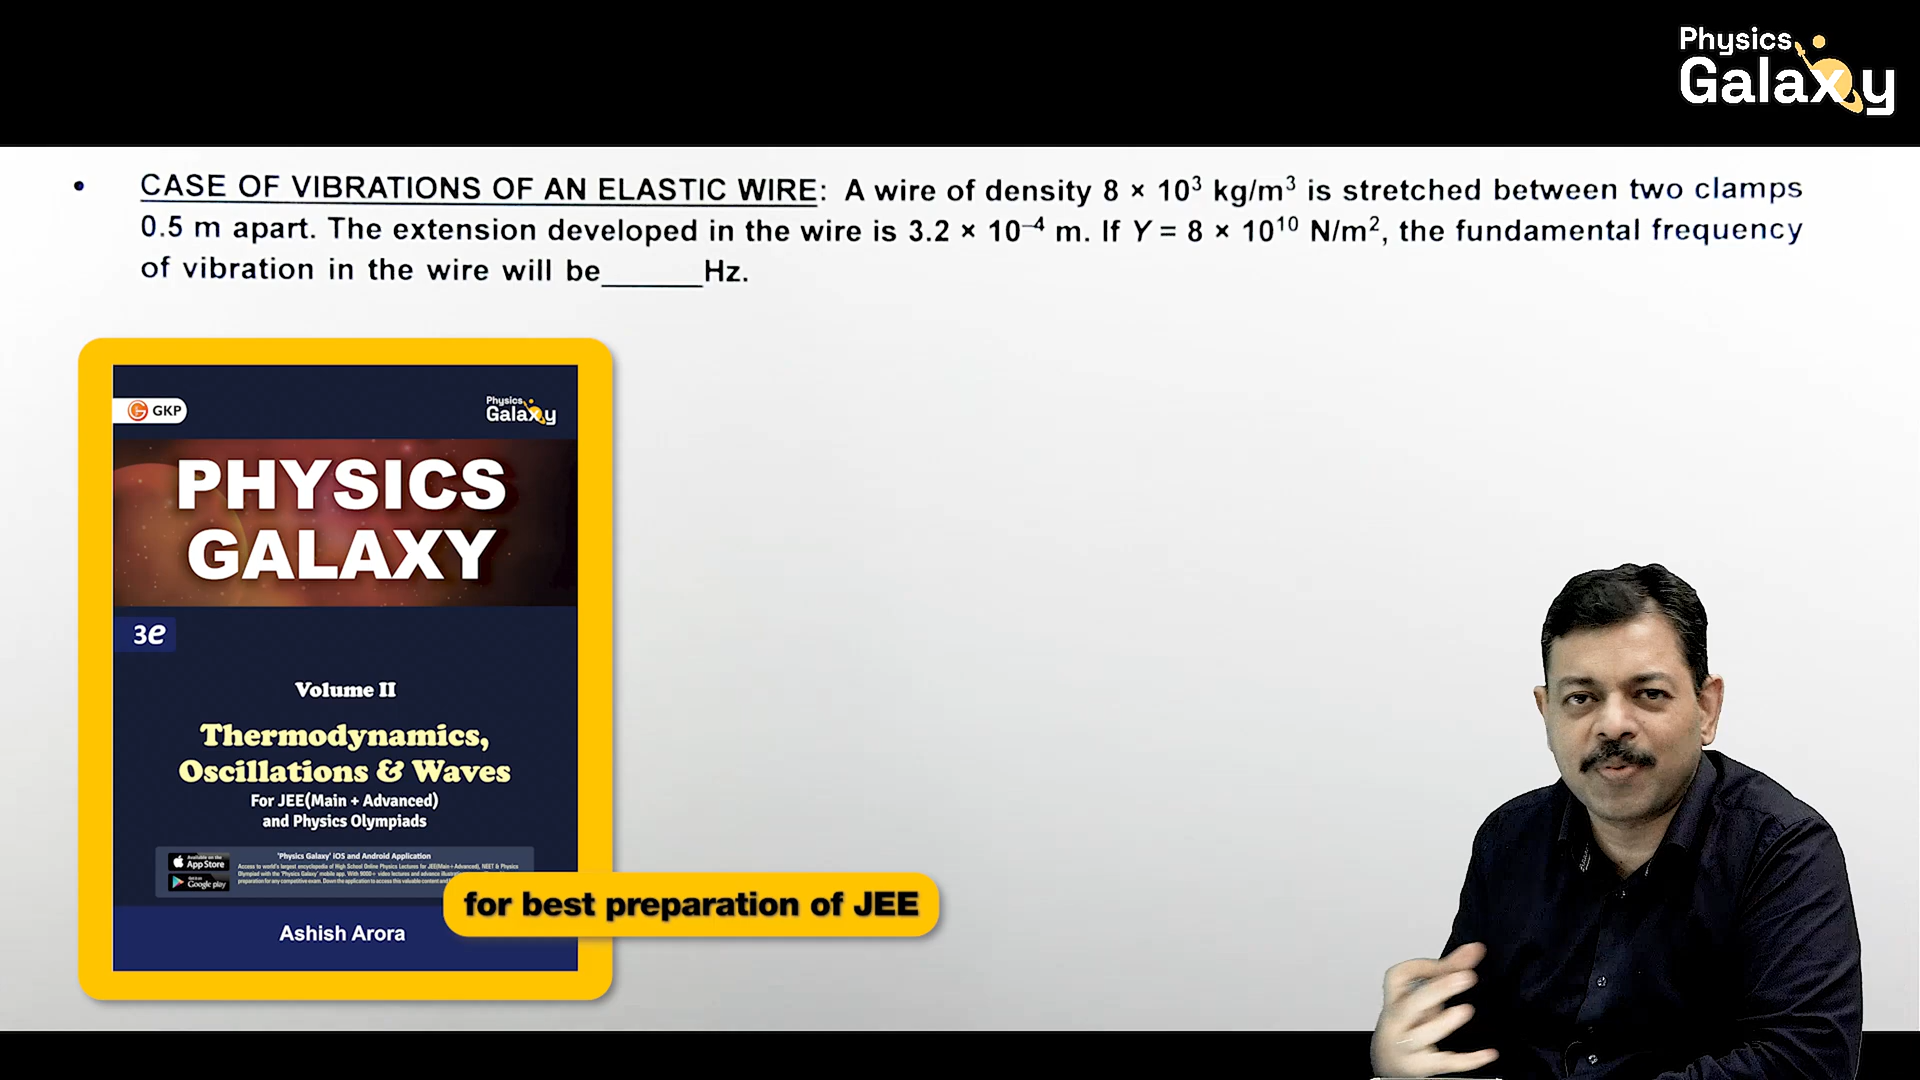 Physics
Galaxy
• CASE OF VIBRATIONS OF AN ELASTIC WIRE: A wire of density 8 × 10³ kg/m³ is stretched between two clamps
0.5 m apart. The extension developed in the wire is 3.2 × 10⁻⁴ m. If Y = 8 × 10¹⁰ N/m², the fundamental frequency
of vibration in the wire will be______Hz.
GKP
Physics
Galaxy
PHYSICS
GALAXY
3e
Volume II
Thermodynamics,
Oscillations & Waves
For JEE(Main + Advanced)
and Physics Olympiads
'Physics Galaxy' iOS and Android Application
App Store
Google play
for best preparation of JEE
Ashish Arora